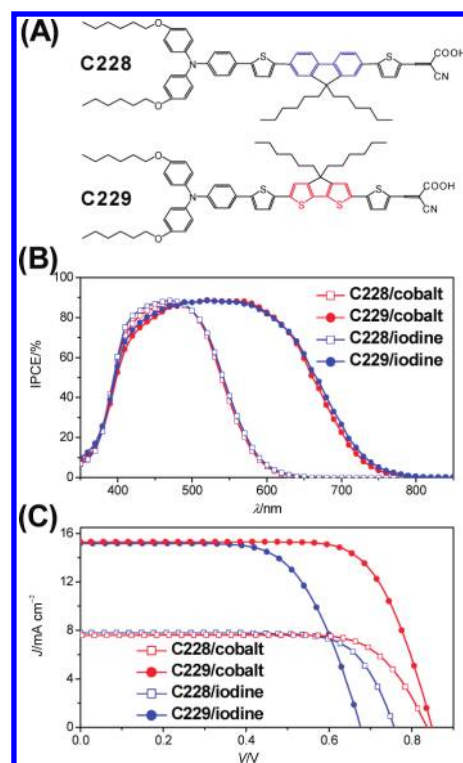 (A)
C228
O
O
N
S
S
COOH
CN
C229
O
O
N
S
S
S
S
COOH
CN
(B)
C228/cobalt
C229/cobalt
C228/iodine
C229/iodine
IPCE/%
100
80
60
40
20
0
400 500 600 700 800
λ/nm
(C)
J/mA cm⁻²
16
12
8
4
0
C228/cobalt
C229/cobalt
C228/iodine
C229/iodine
0.0 0.2 0.4 0.6 0.8
V/V